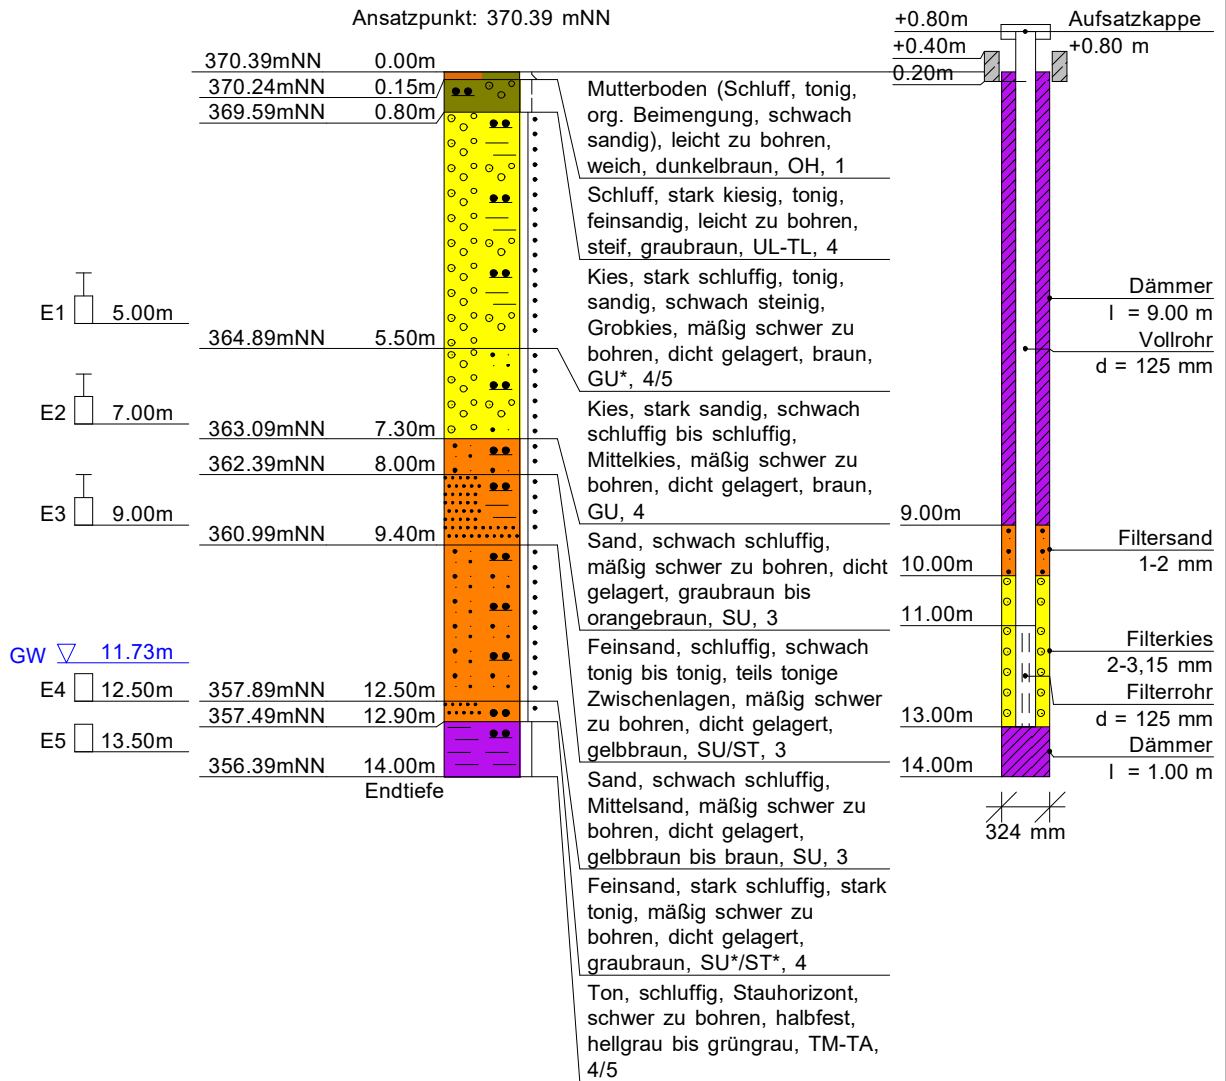 Ansatzpunkt: 370.39 mNN
370.39mNN 0.00m
370.24mNN 0.15m
369.59mNN 0.80m
364.89mNN 5.50m
363.09mNN 7.30m
362.39mNN 8.00m
360.99mNN 9.40m
357.89mNN 12.50m
357.49mNN 12.90m
356.39mNN 14.00m
Endtiefe
E1 5.00m
E2 7.00m
E3 9.00m
GW 11.73m
E4 12.50m
E5 13.50m
Mutterboden (Schluff, tonig,
org. Beimengung, schwach
sandig), leicht zu bohren,
weich, dunkelbraun, OH, 1
Schluff, stark kiesig, tonig,
feinsandig, leicht zu bohren,
steif, graubraun, UL-TL, 4
Kies, stark schluffig, tonig,
sandig, schwach steinig,
Grobkies, mäßig schwer zu
bohren, dicht gelagert, braun,
GU*, 4/5
Kies, stark sandig, schwach
schluffig bis schluffig,
Mittelkies, mäßig schwer zu
bohren, dicht gelagert, braun,
GU, 4
Sand, schwach schluffig,
mäßig schwer zu bohren, dicht
gelagert, graubraun bis
orangebraun, SU, 3
Feinsand, schluffig, schwach
tonig bis tonig, teils tonige
Zwischenlagen, mäßig schwer
zu bohren, dicht gelagert,
gelbbraun, SU/ST, 3
Sand, schwach schluffig,
Mittelsand, mäßig schwer zu
bohren, dicht gelagert,
gelbbraun bis braun, SU, 3
Feinsand, stark schluffig, stark
tonig, mäßig schwer zu
bohren, dicht gelagert,
graubraun, SU*/ST*, 4
Ton, schluffig, Stauhorizont,
schwer zu bohren, halbfest,
hellgrau bis grüngrau, TM-TA,
4/5
+0.80m
+0.40m
0.20m
9.00m
10.00m
11.00m
13.00m
14.00m
324 mm
Aufsatzkappe
+0.80 m
Dämmer
l = 9.00 m
Vollrohr
d = 125 mm
Filtersand
1-2 mm
Filterkies
2-3,15 mm
Filterrohr
d = 125 mm
Dämmer
l = 1.00 m